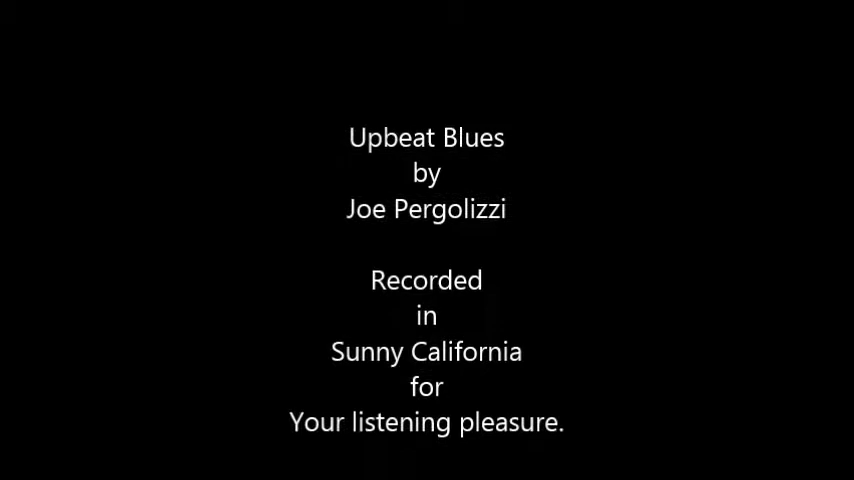 Upbeat Blues
by
Joe Pergolizzi
Recorded
in
Sunny California
for
Your listening pleasure.